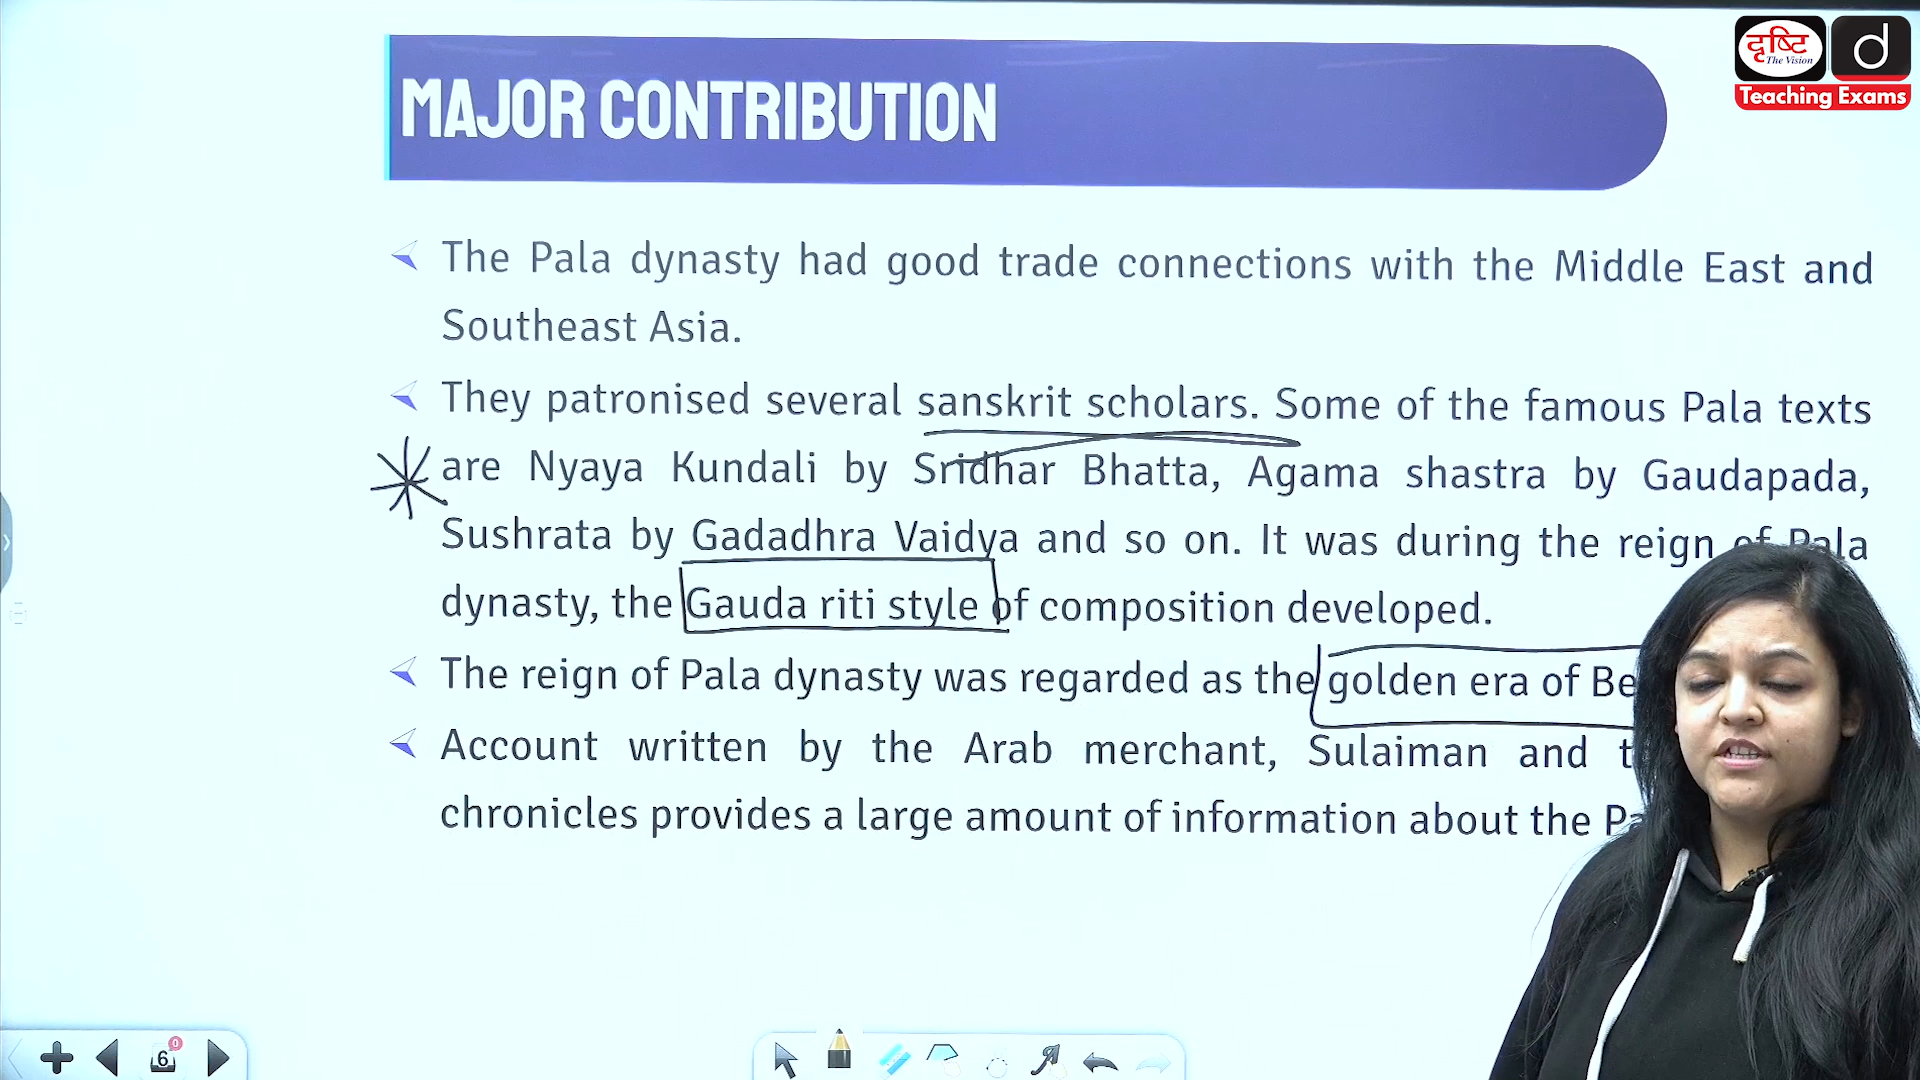 दृष्टि
The Vision
d
Teaching Exams
MAJOR CONTRIBUTION
The Pala dynasty had good trade connections with the Middle East and
Southeast Asia.
They patronised several sanskrit scholars. Some of the famous Pala texts
are Nyaya Kundali by Sridhar Bhatta, Agama shastra by Gaudapada,
Sushrata by Gadadhra Vaidya and so on. It was during the reign of Pala
dynasty, the Gauda riti style of composition developed.
The reign of Pala dynasty was regarded as the golden era of
Account written by the Arab merchant, Sulaiman and
chronicles provides a large amount of information about the
6
0